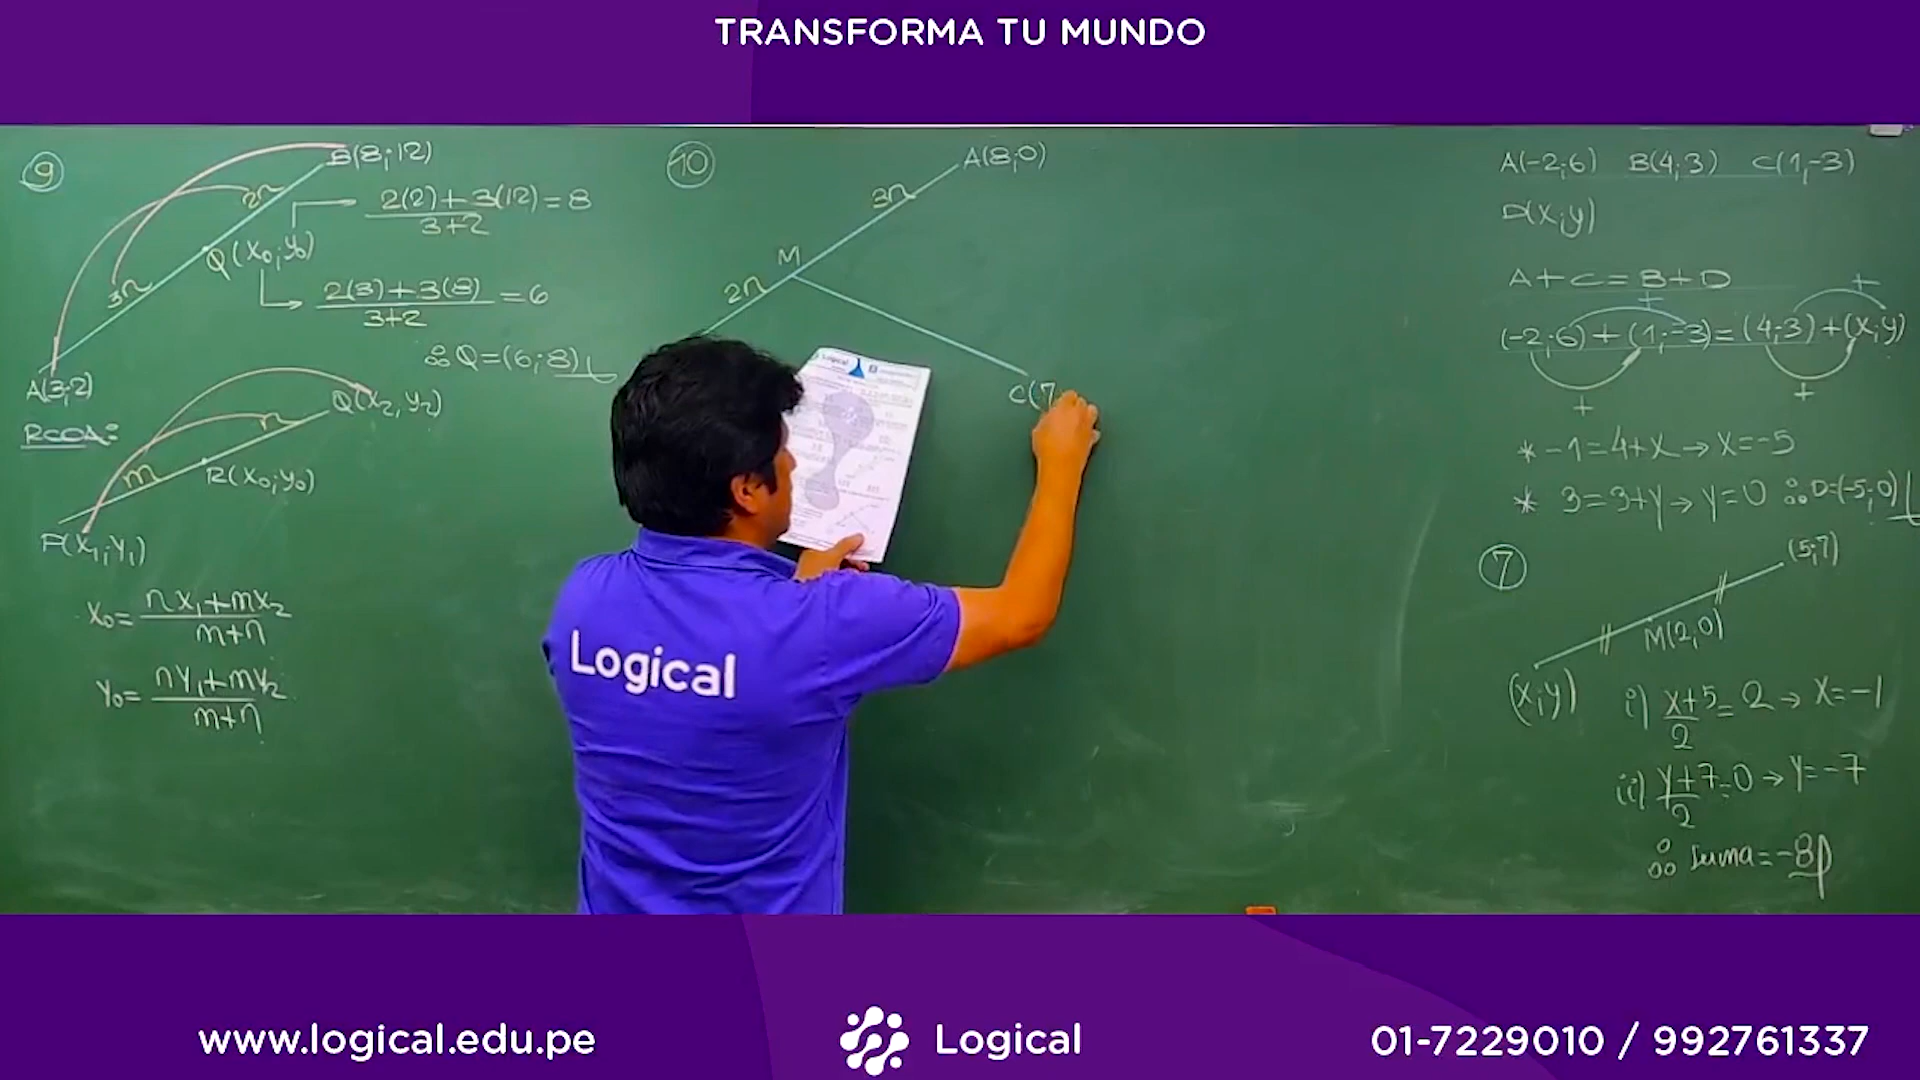 TRANSFORMA TU MUNDO
9
B(8;12)
2n
2(2)+3(12)=8
3+2
Q(x₀;y₀)
3n
2(3)+3(8)=6
3+2
∴Q=(6;8)
A(3;2)
RCDA:
Q(x₂,y₂)
n
m
R(x₀;y₀)
P(x₁;y₁)
x₀=nx₁+mx₂
m+n
y₀=ny₁+my₂
m+n
10
A(8;0)
3n
M
2n
C(7
Logical
Logical
A(-2;6) B(4;3) C(1;-3)
D(x;y)
A+C=B+D
+ +
(-2;6)+(1;-3)=(4;3)+(x;y)
+ +
* -1=4+x→x=-5
* 3=3+y→y=0 ∴D=(-5;0)
7
(5;7)
M(2,0)
(x;y)
i) x+5=2→x=-1
2
ii) y+7=0→y=-7
2
∴ Suma=-8
www.logical.edu.pe
Logical
01-7229010 / 992761337